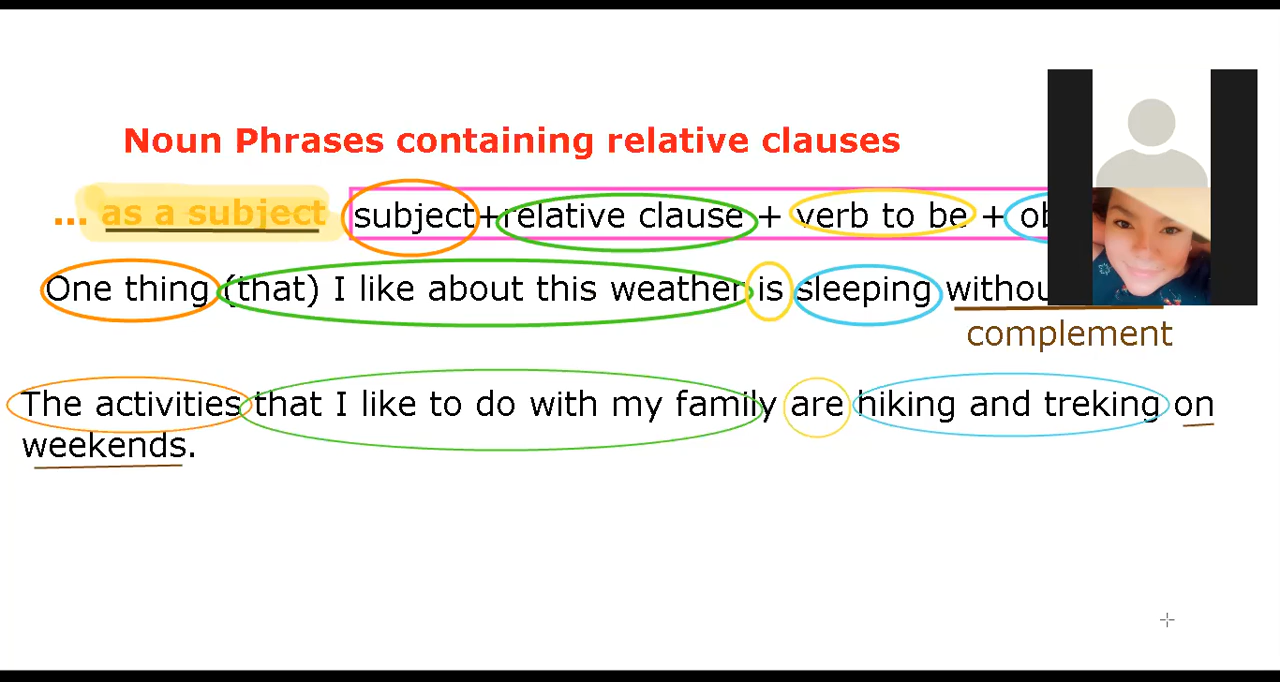 Noun Phrases containing relative clauses
... as a subject subject+relative clause + verb to be +
One thing (that) I like about this weather is sleeping
complement
The activities that I like to do with my family are hiking and treking on
weekends.